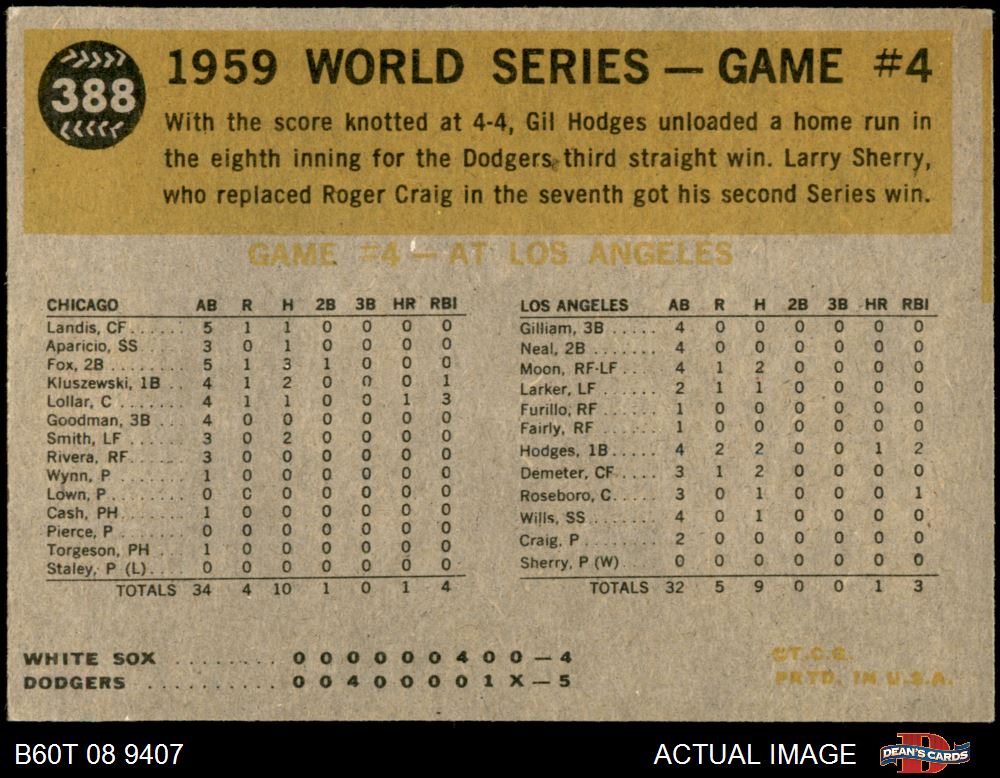 388
1959 WORLD SERIES — GAME #4
With the score knotted at 4-4, Gil Hodges unloaded a home run in
the eighth inning for the Dodgers third straight win. Larry Sherry,
who replaced Roger Craig in the seventh got his second Series win.
GAME #4 — AT LOS ANGELES
CHICAGO AB R H 2B 3B HR RBI
Landis, CF...... 5 1 1 0 0 0 0
Aparicio, SS.... 3 0 1 0 0 0 0
Fox, 2B ........ 5 1 3 1 0 0 0
Kluszewski, 1B .. 4 1 2 0 0 0 1
Lollar, C ....... 4 1 1 0 0 1 3
Goodman, 3B ... 4 0 0 0 0 0 0
Smith, LF ...... 3 0 2 0 0 0 0
Rivera, RF...... 3 0 0 0 0 0 0
Wynn, P ....... 1 0 0 0 0 0 0
Lown, P........ 0 0 0 0 0 0 0
Cash, PH....... 1 0 0 0 0 0 0
Pierce, P ...... 0 0 0 0 0 0 0
Torgeson, PH ... 1 0 0 0 0 0 0
Staley, P (L).... 0 0 0 0 0 0 0
TOTALS 34 4 10 1 0 1 4
LOS ANGELES AB R H 2B 3B HR RBI
Gilliam, 3B ..... 4 0 0 0 0 0 0
Neal, 2B ....... 4 0 0 0 0 0 0
Moon, RF-LF .... 4 1 2 0 0 0 0
Larker, LF ...... 2 1 1 0 0 0 0
Furillo, RF ...... 1 0 0 0 0 0 0
Fairly, RF ...... 1 0 0 0 0 0 0
Hodges, 1B..... 4 2 2 0 0 1 2
Demeter, CF.... 3 1 2 0 0 0 0
Roseboro, C..... 3 0 1 0 0 0 1
Wills, SS....... 4 0 1 0 0 0 0
Craig, P........ 2 0 0 0 0 0 0
Sherry, P (W)... 0 0 0 0 0 0 0
TOTALS 32 5 9 0 0 1 3
WHITE SOX ........ 0 0 0 0 0 0 4 0 0 — 4
DODGERS .......... 0 0 4 0 0 0 0 1 X — 5
©T.C.G.
PRTD. IN U.S.A.
B60T 08 9407
ACTUAL IMAGE
D
DEAN'S CARDS